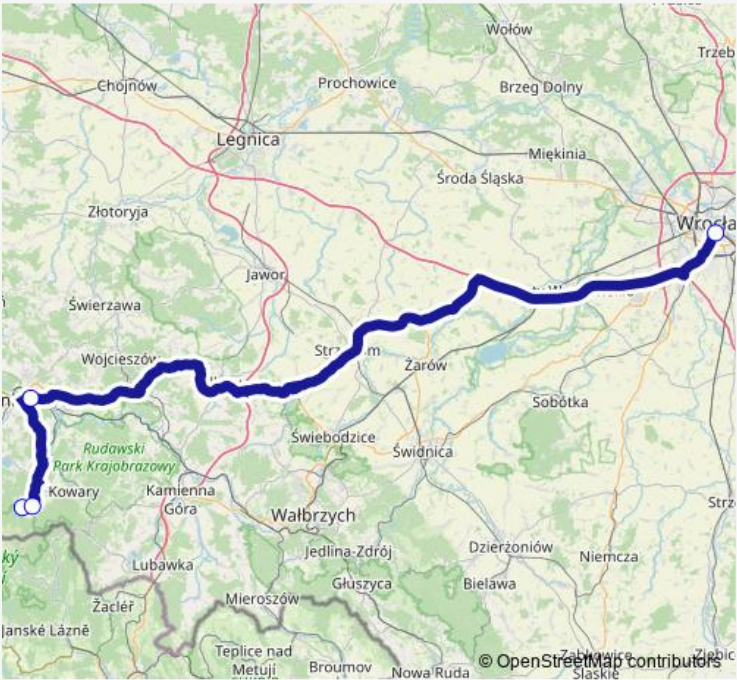 Wołów
Trzeb
Chojnów
Prochowice
Brzeg Dolny
Legnica
Miękinia
Środa Śląska
Złotoryja
Wrocła
Jawor
Świerzawa
Wojcieszów
Żarów
Sobótka
Rudawski
Park Krajobrazowy
Świebodzice
Świdnica
Kowary
Kamienna
Góra
Strz
Wałbrzych
Jedlina-Zdrój
Dzierżoniów
Niemcza
Lubawka
Głuszyca
Bielawa
Žacléř
Mieroszów
Janské Lázně
Teplice nad
Metují
Broumov
Nowa Ruda
Ząbkowice
Śląskie
Ziębic
© OpenStreetMap contributors